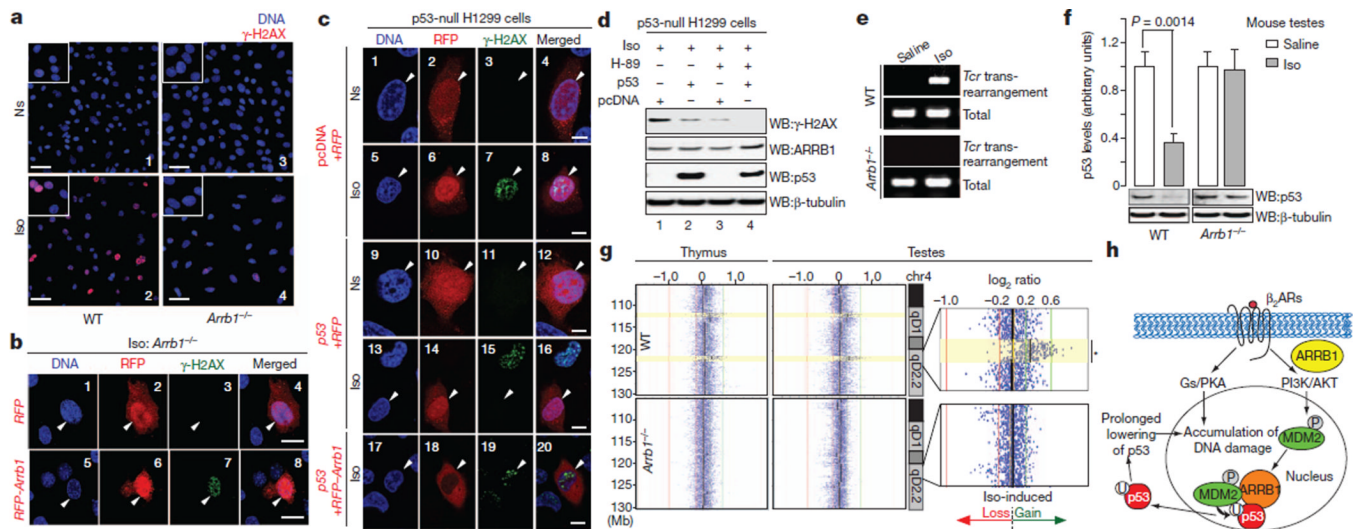 a
DNA
γ-H2AX
Ns
Iso
1
3
2
4
WT
Arrb1−/−
b
Iso: Arrb1−/−
DNA RFP γ-H2AX Merged
RFP
1 2 3 4
RFP-Arrb1
5 6 7 8
c
p53-null H1299 cells
DNA RFP γ-H2AX Merged
pcDNA
+RFP
Ns
1 2 3 4
Iso
5 6 7 8
p53
+RFP
Ns
9 10 11 12
Iso
13 14 15 16
p53
+RFP-Arrb1
Iso
17 18 19 20
d
p53-null H1299 cells
Iso + + + +
H-89 − − + +
p53 − + − +
pcDNA + − + −
WB:γ-H2AX
WB:ARRB1
WB:p53
WB:β-tubulin
1 2 3 4
e
Saline Iso
WT
Tcr trans-
rearrangement
Total
Arrb1−/−
Tcr trans-
rearrangement
Total
f
P = 0.0014
Mouse testes
Saline
Iso
p53 levels (arbitrary units)
1.2
0.8
0.4
0
WB:p53
WB:β-tubulin
WT Arrb1−/−
g
Thymus Testes
−1,0 0 1,0 −1,0 0 1,0 chr4
log2 ratio
−1.0 −0.2 0.2 0.6
WT
110
115
120
125
130
Arrb1−/−
110
115
120
125
130
(Mb)
qD1
qD2.2
qD1
qD2.2
*
Iso-induced
Loss Gain
h
β2ARs
ARRB1
Gs/PKA PI3K/AKT
Prolonged
lowering
of p53
Accumulation of
DNA damage
P
MDM2
Nucleus
P
MDM2
ARRB1
U
p53
U
p53